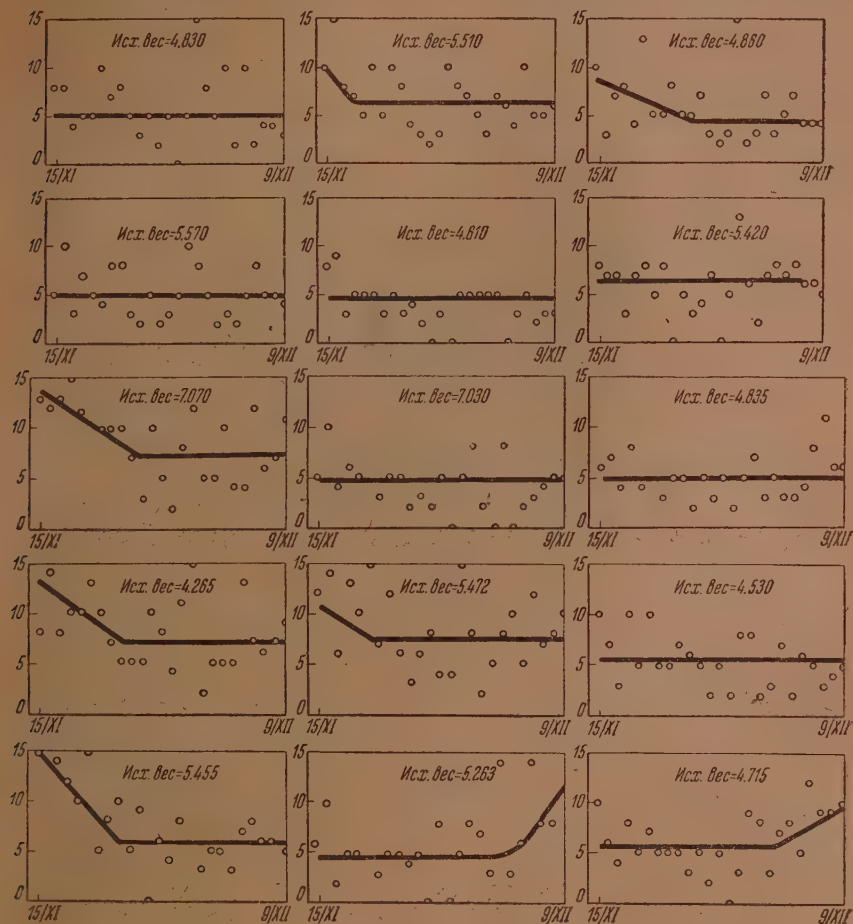 15
Исх. вес=4.830
10
5
0
15/XI 9/XII
15
Исх. вес=5.510
10
5
0
15/XI 9/XII
15
Исх. вес=4.860
10
5
0
15/XI 9/XII
15
Исх. вес=5.570
10
5
0
15/XI 9/XII
15
Исх. вес=4.610
10
5
0
15/XI 9/XII
15
Исх. вес=5.420
10
5
0
15/XI 9/XII
15
Исх. вес=7.070
10
5
0
15/XI 9/XII
15
Исх. вес=7.030
10
5
0
15/XI 9/XII
15
Исх. вес=4.835
10
5
0
15/XI 9/XII
15
Исх. вес=4.265
10
5
0
15/XI 9/XII
15
Исх. вес=5.472
10
5
0
15/XI 9/XII
15
Исх. вес=4.530
10
5
0
15/XI 9/XII
15
Исх. вес=5.455
10
5
0
15/XI 9/XII
15
Исх. вес=5.263
10
5
0
15/XI 9/XII
15
Исх. вес=4.715
10
5
0
15/XI 9/XII